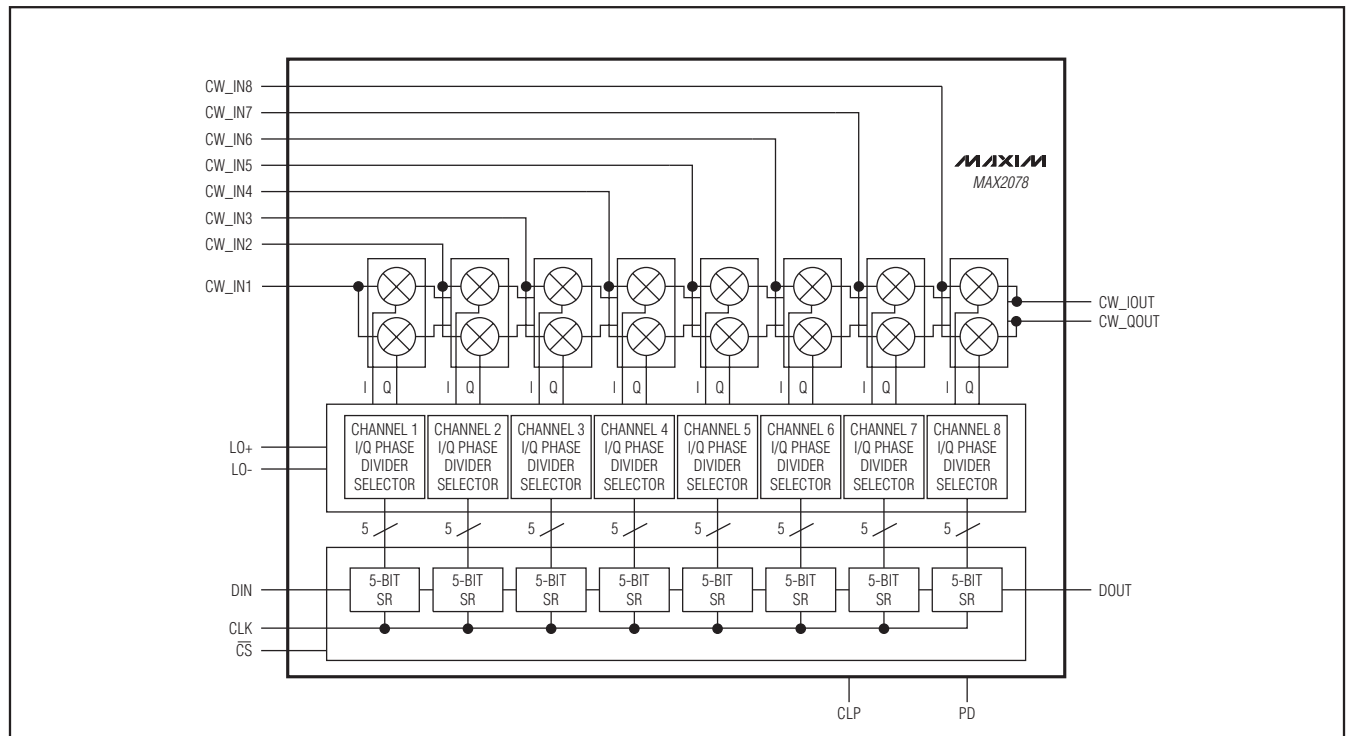 CW_IN8
CW_IN7
CW_IN6
CW_IN5
CW_IN4
CW_IN3
CW_IN2
CW_IN1
MAXIM
MAX2078
CW_IOUT
CW_QOUT
I Q I Q I Q I Q I Q I Q I Q I Q
LO+
LO-
CHANNEL 1
I/Q PHASE
DIVIDER
SELECTOR
CHANNEL 2
I/Q PHASE
DIVIDER
SELECTOR
CHANNEL 3
I/Q PHASE
DIVIDER
SELECTOR
CHANNEL 4
I/Q PHASE
DIVIDER
SELECTOR
CHANNEL 5
I/Q PHASE
DIVIDER
SELECTOR
CHANNEL 6
I/Q PHASE
DIVIDER
SELECTOR
CHANNEL 7
I/Q PHASE
DIVIDER
SELECTOR
CHANNEL 8
I/Q PHASE
DIVIDER
SELECTOR
5 5 5 5 5 5 5 5
DIN
5-BIT
SR
5-BIT
SR
5-BIT
SR
5-BIT
SR
5-BIT
SR
5-BIT
SR
5-BIT
SR
5-BIT
SR
DOUT
CLK
C̅S̅
CLP
PD